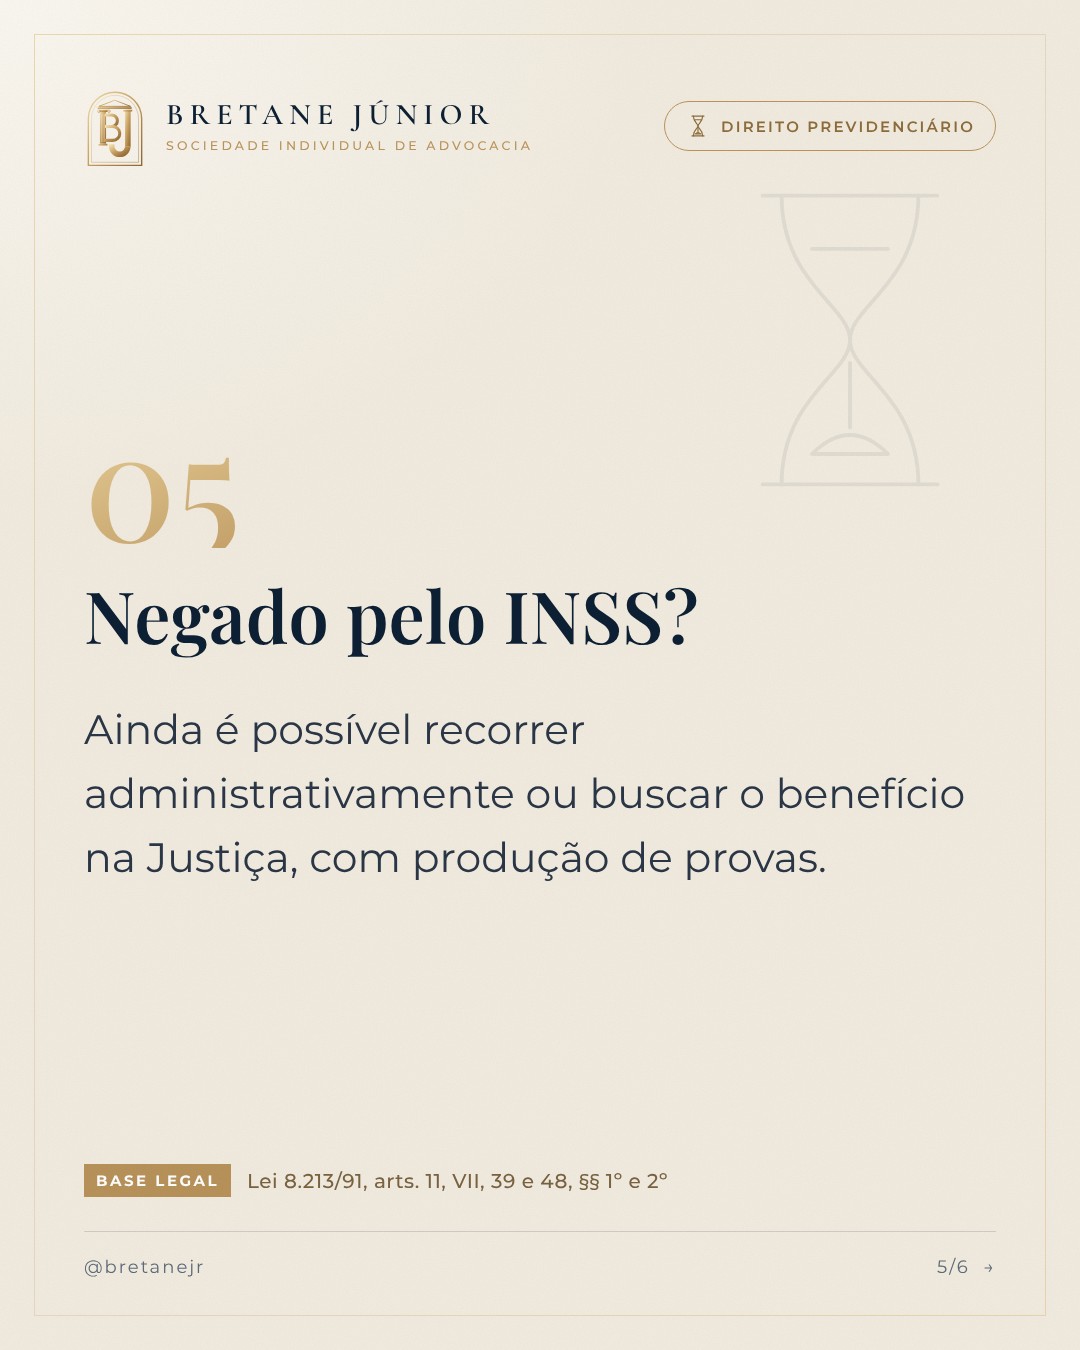 BJ
BRETANE JÚNIOR
SOCIEDADE INDIVIDUAL DE ADVOCACIA
DIREITO PREVIDENCIÁRIO
05
Negado pelo INSS?
Ainda é possível recorrer
administrativamente ou buscar o benefício
na Justiça, com produção de provas.
BASE LEGAL Lei 8.213/91, arts. 11, VII, 39 e 48, §§ 1º e 2º
@bretanejr
5/6 →